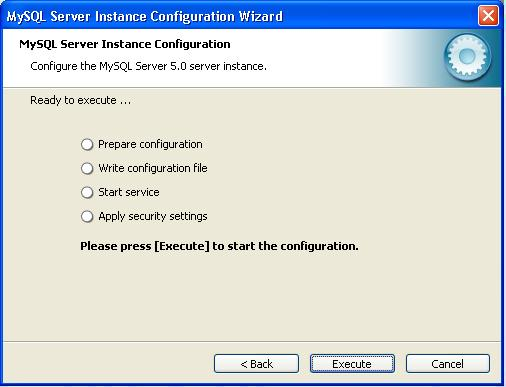 MySQL Server Instance Configuration Wizard
MySQL Server Instance Configuration
Configure the MySQL Server 5.0 server instance.
Ready to execute ...
Prepare configuration
Write configuration file
Start service
Apply security settings
Please press [Execute] to start the configuration.
< Back
Execute
Cancel